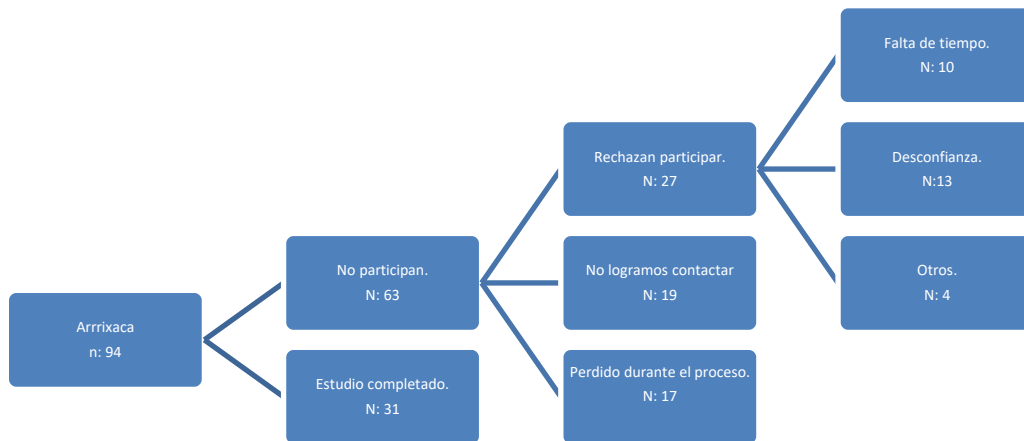 Arrrixaca
n: 94
No participan.
N: 63
Estudio completado.
N: 31
Rechazan participar.
N: 27
No logramos contactar
N: 19
Perdido durante el proceso.
N: 17
Falta de tiempo.
N: 10
Desconfianza.
N:13
Otros.
N: 4